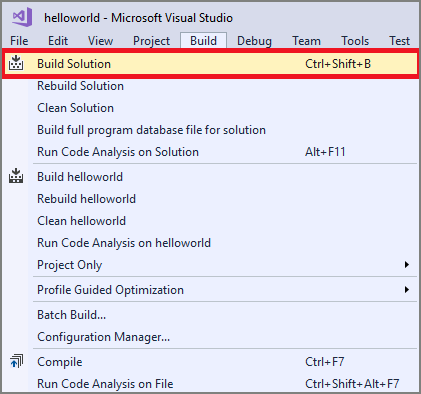 helloworld - Microsoft Visual Studio
File Edit View Project Build Debug Team Tools Test
Build Solution Ctrl+Shift+B
Rebuild Solution
Clean Solution
Build full program database file for solution
Run Code Analysis on Solution Alt+F11
Build helloworld
Rebuild helloworld
Clean helloworld
Run Code Analysis on helloworld
Project Only
Profile Guided Optimization
Batch Build...
Configuration Manager...
Compile Ctrl+F7
Run Code Analysis on File Ctrl+Shift+Alt+F7